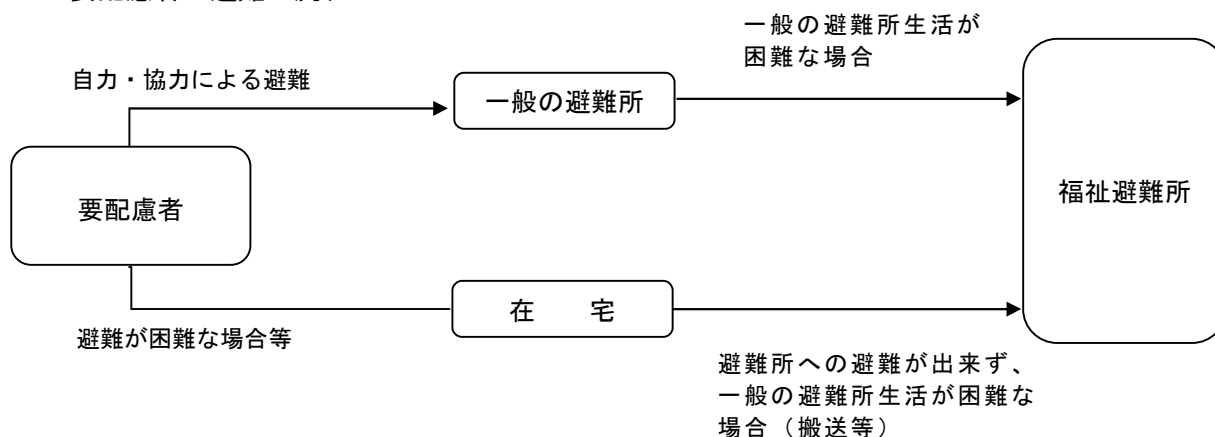 一般の避難所生活が
困難な場合
自力・協力による避難
一般の避難所
要配慮者
福祉避難所
在　　宅
避難が困難な場合等
避難所への避難が出来ず、
一般の避難所生活が困難な
場合（搬送等）